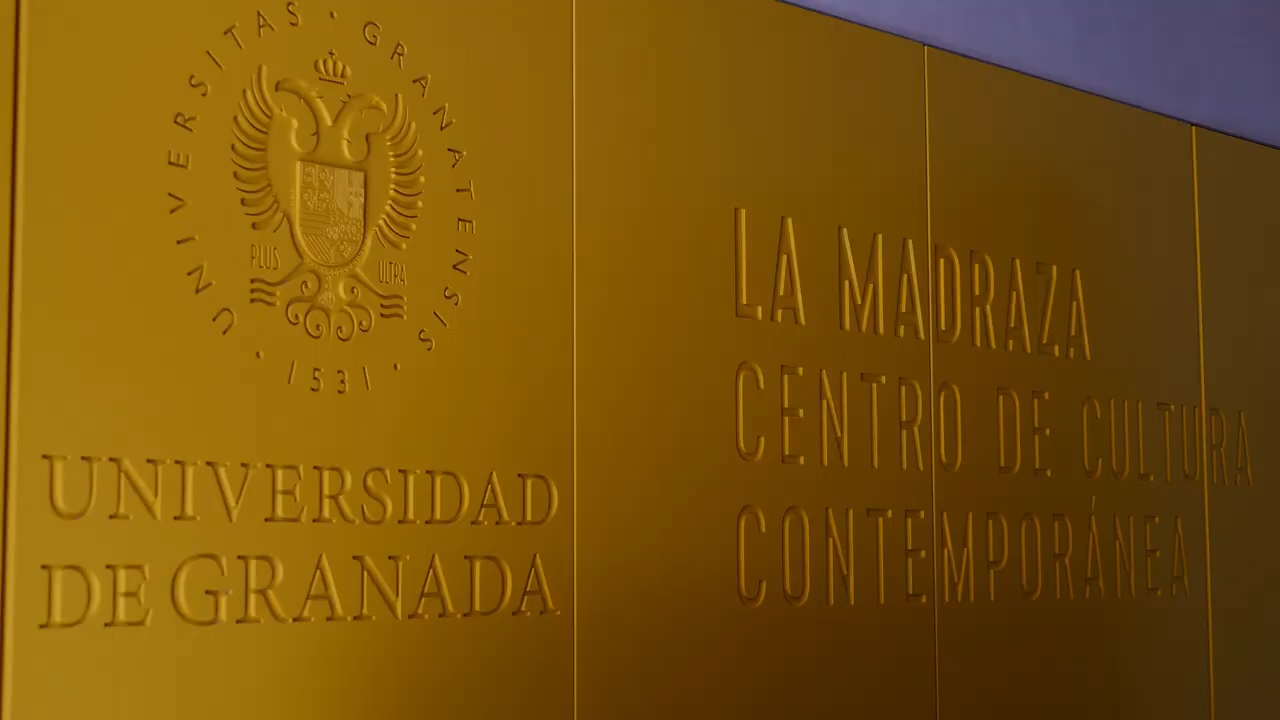 UNIVERSITAS · GRANATENSIS
PLUS ULTRA
· 1531 ·
UNIVERSIDAD
DE GRANADA
LA MADRAZA
CENTRO DE CULTURA
CONTEMPORÁNEA